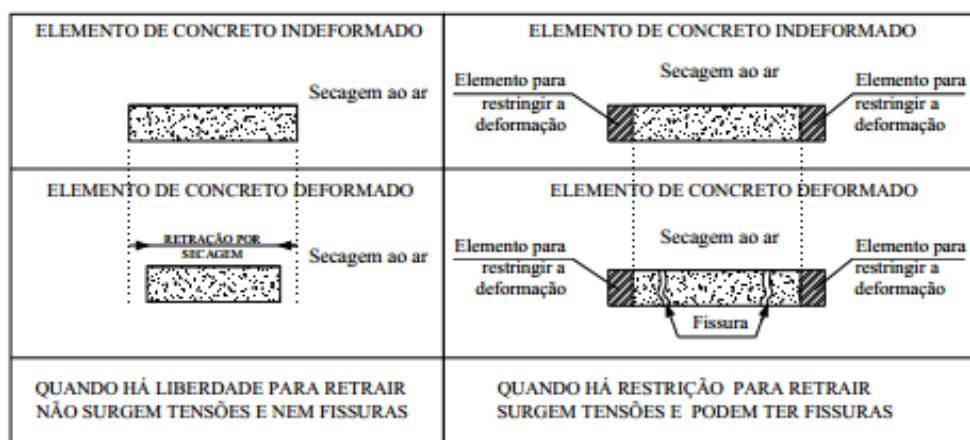 ELEMENTO DE CONCRETO INDEFORMADO
Secagem ao ar
ELEMENTO DE CONCRETO INDEFORMADO
Secagem ao ar
Elemento para
restringir a
deformação
Elemento para
restringir a
deformação
ELEMENTO DE CONCRETO DEFORMADO
RETRAÇÃO POR
SECAGEM
Secagem ao ar
ELEMENTO DE CONCRETO DEFORMADO
Secagem ao ar
Elemento para
restringir a
deformação
Elemento para
restringir a
deformação
Fissura
QUANDO HÁ LIBERDADE PARA RETRAIR
NÃO SURGEM TENSÕES E NEM FISSURAS
QUANDO HÁ RESTRIÇÃO PARA RETRAIR
SURGEM TENSÕES E PODEM TER FISSURAS